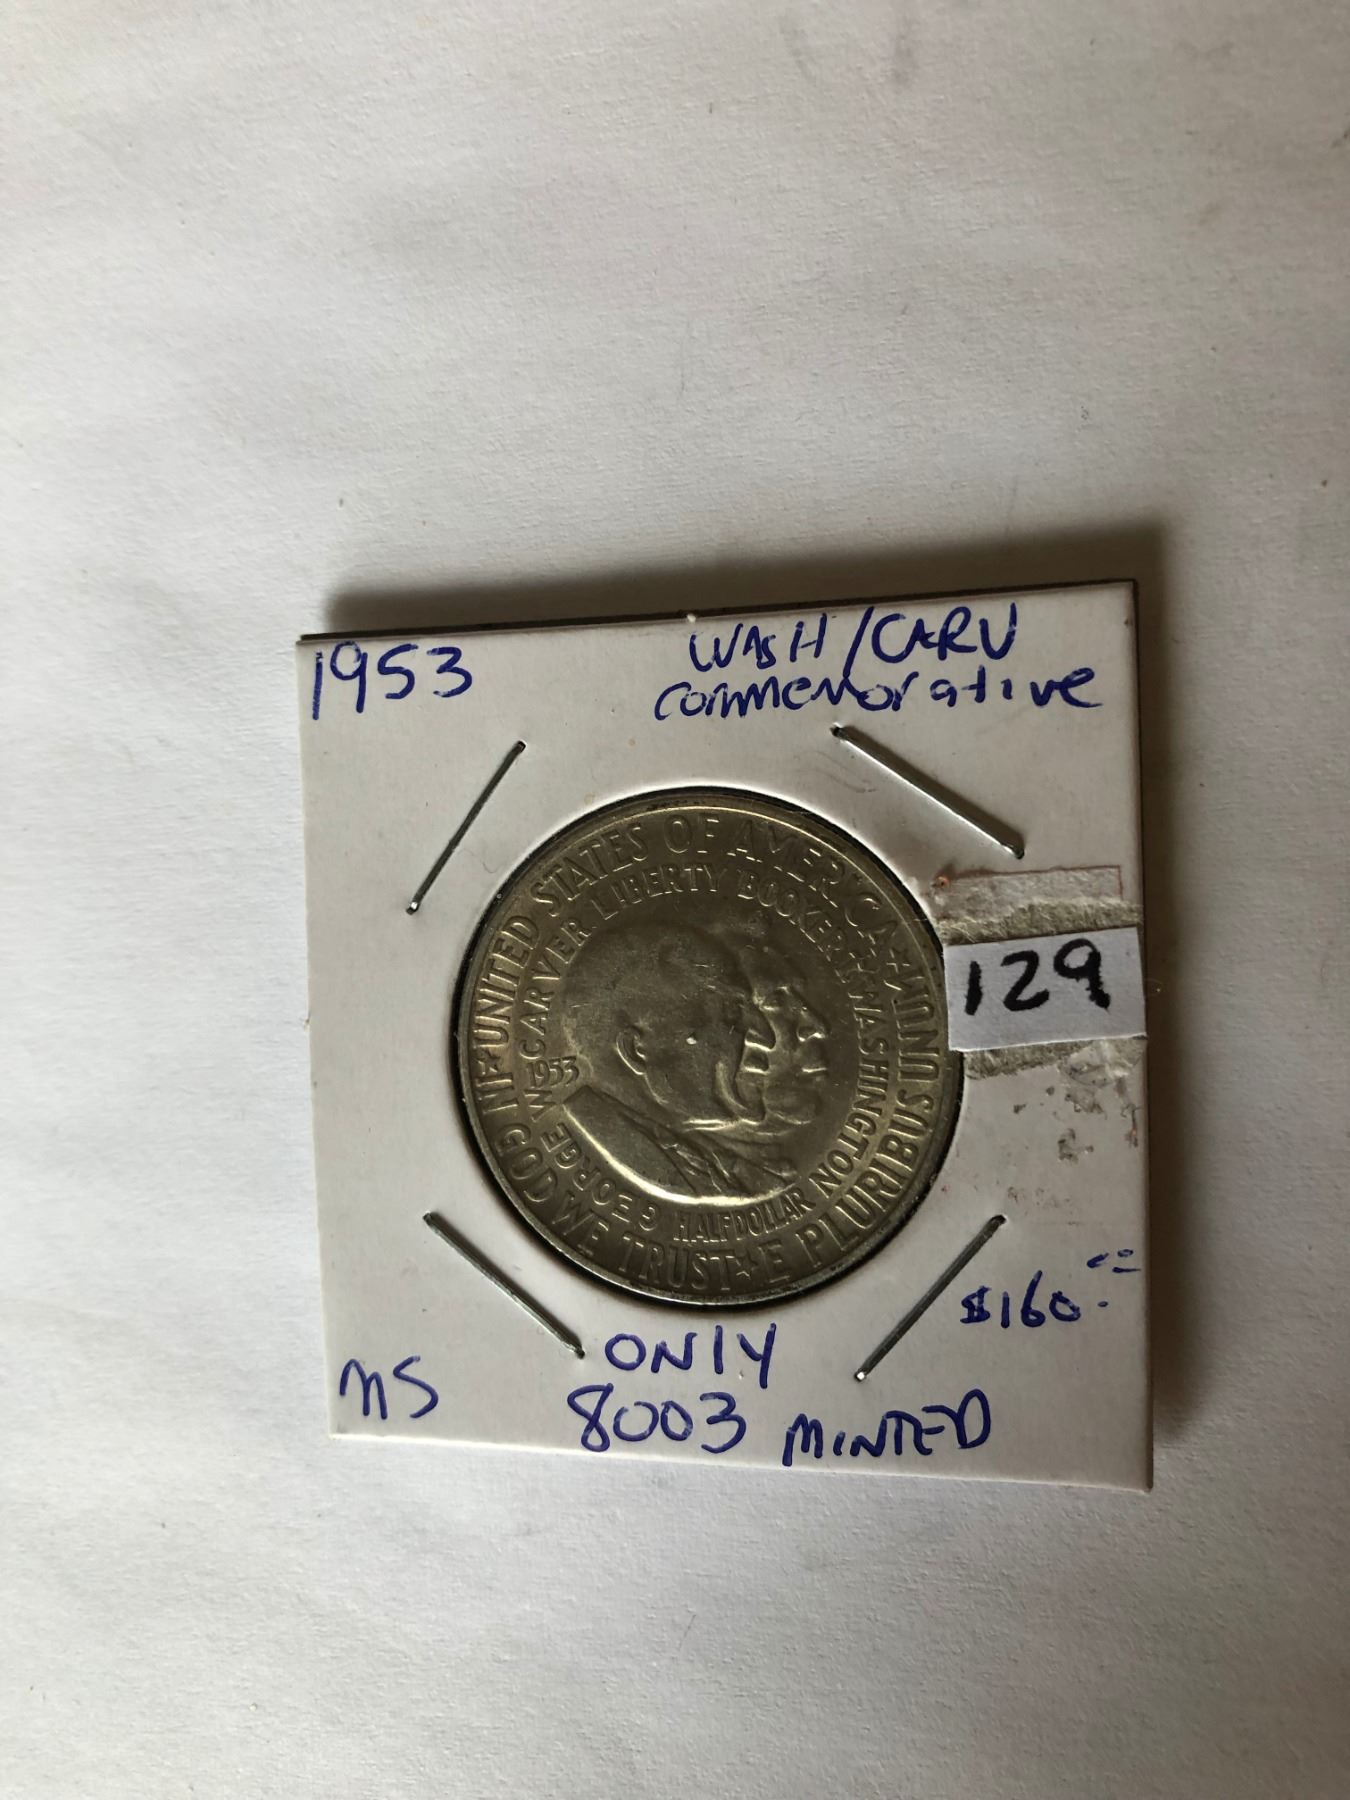 1953
WASH/CARV
commemorative
UNITED STATES OF AMERICA ★ E PLURIBUS UNUM
IN GOD WE TRUST ★
GEORGE W CARVER LIBERTY BOOKER T WASHINGTON
1953
HALF DOLLAR
129
$160.00
MS
ONLY
8003 MINTED